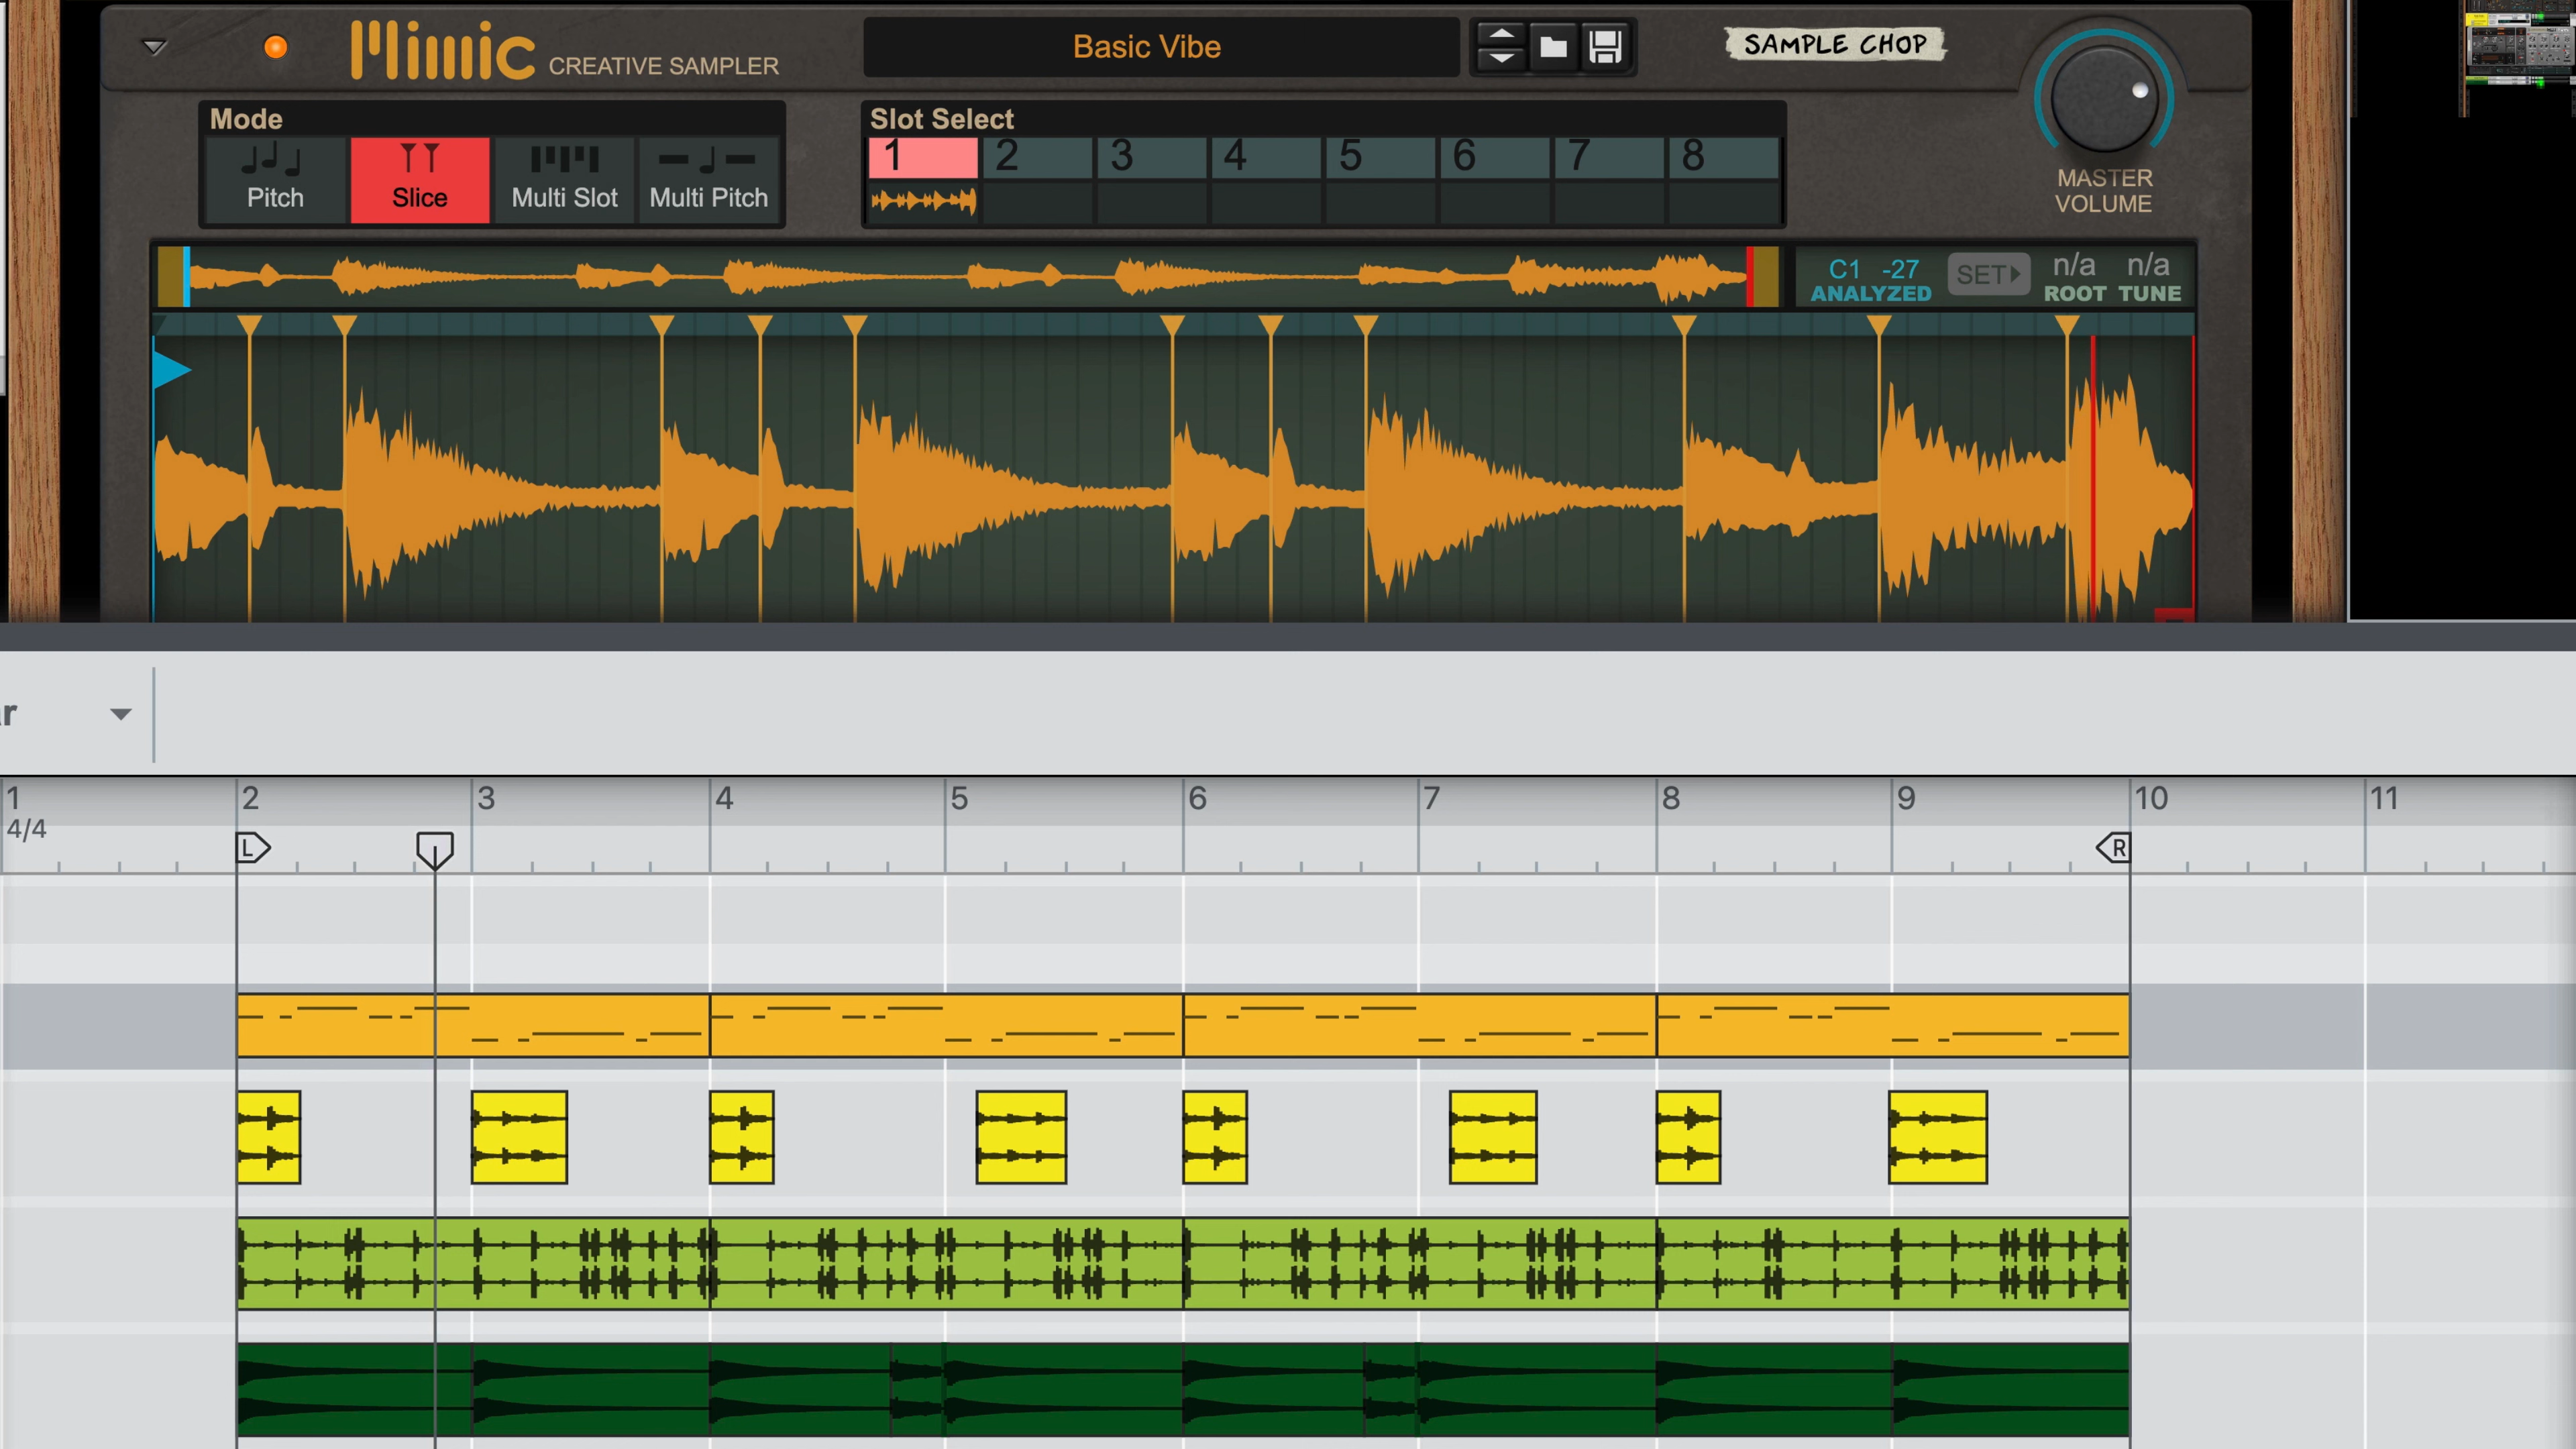 Mimic CREATIVE SAMPLER
Basic Vibe
SAMPLE CHOP
Mode
Pitch
Slice
Multi Slot
Multi Pitch
Slot Select
1 2 3 4 5 6 7 8
MASTER
VOLUME
C1 -27
ANALYZED
SET
n/a n/a
ROOT TUNE
r
1 2 3 4 5 6 7 8 9 10 11
4/4
L
R